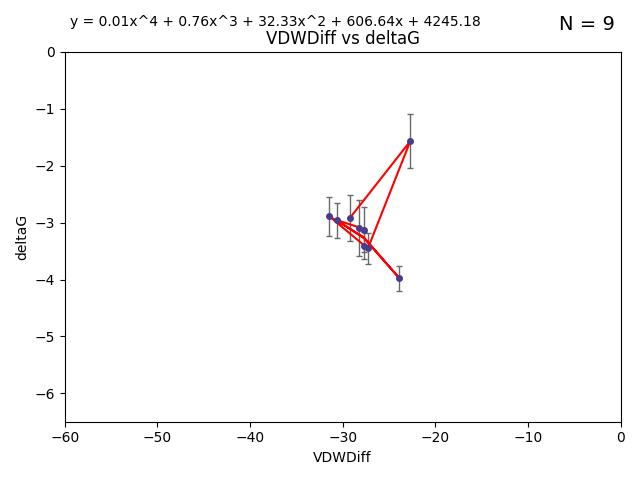 y = 0.01x^4 + 0.76x^3 + 32.33x^2 + 606.64x + 4245.18
N = 9
VDWDiff vs deltaG
0
−1
−2
−3
−4
−5
−6
deltaG
−60 −50 −40 −30 −20 −10 0
VDWDiff